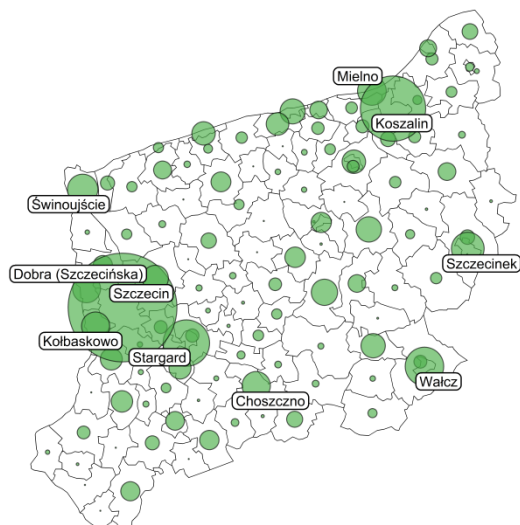 Mielno
Koszalin
Świnoujście
Szczecinek
Dobra (Szczecińska)
Szczecin
Kołbaskowo
Stargard
Wałcz
Choszczno